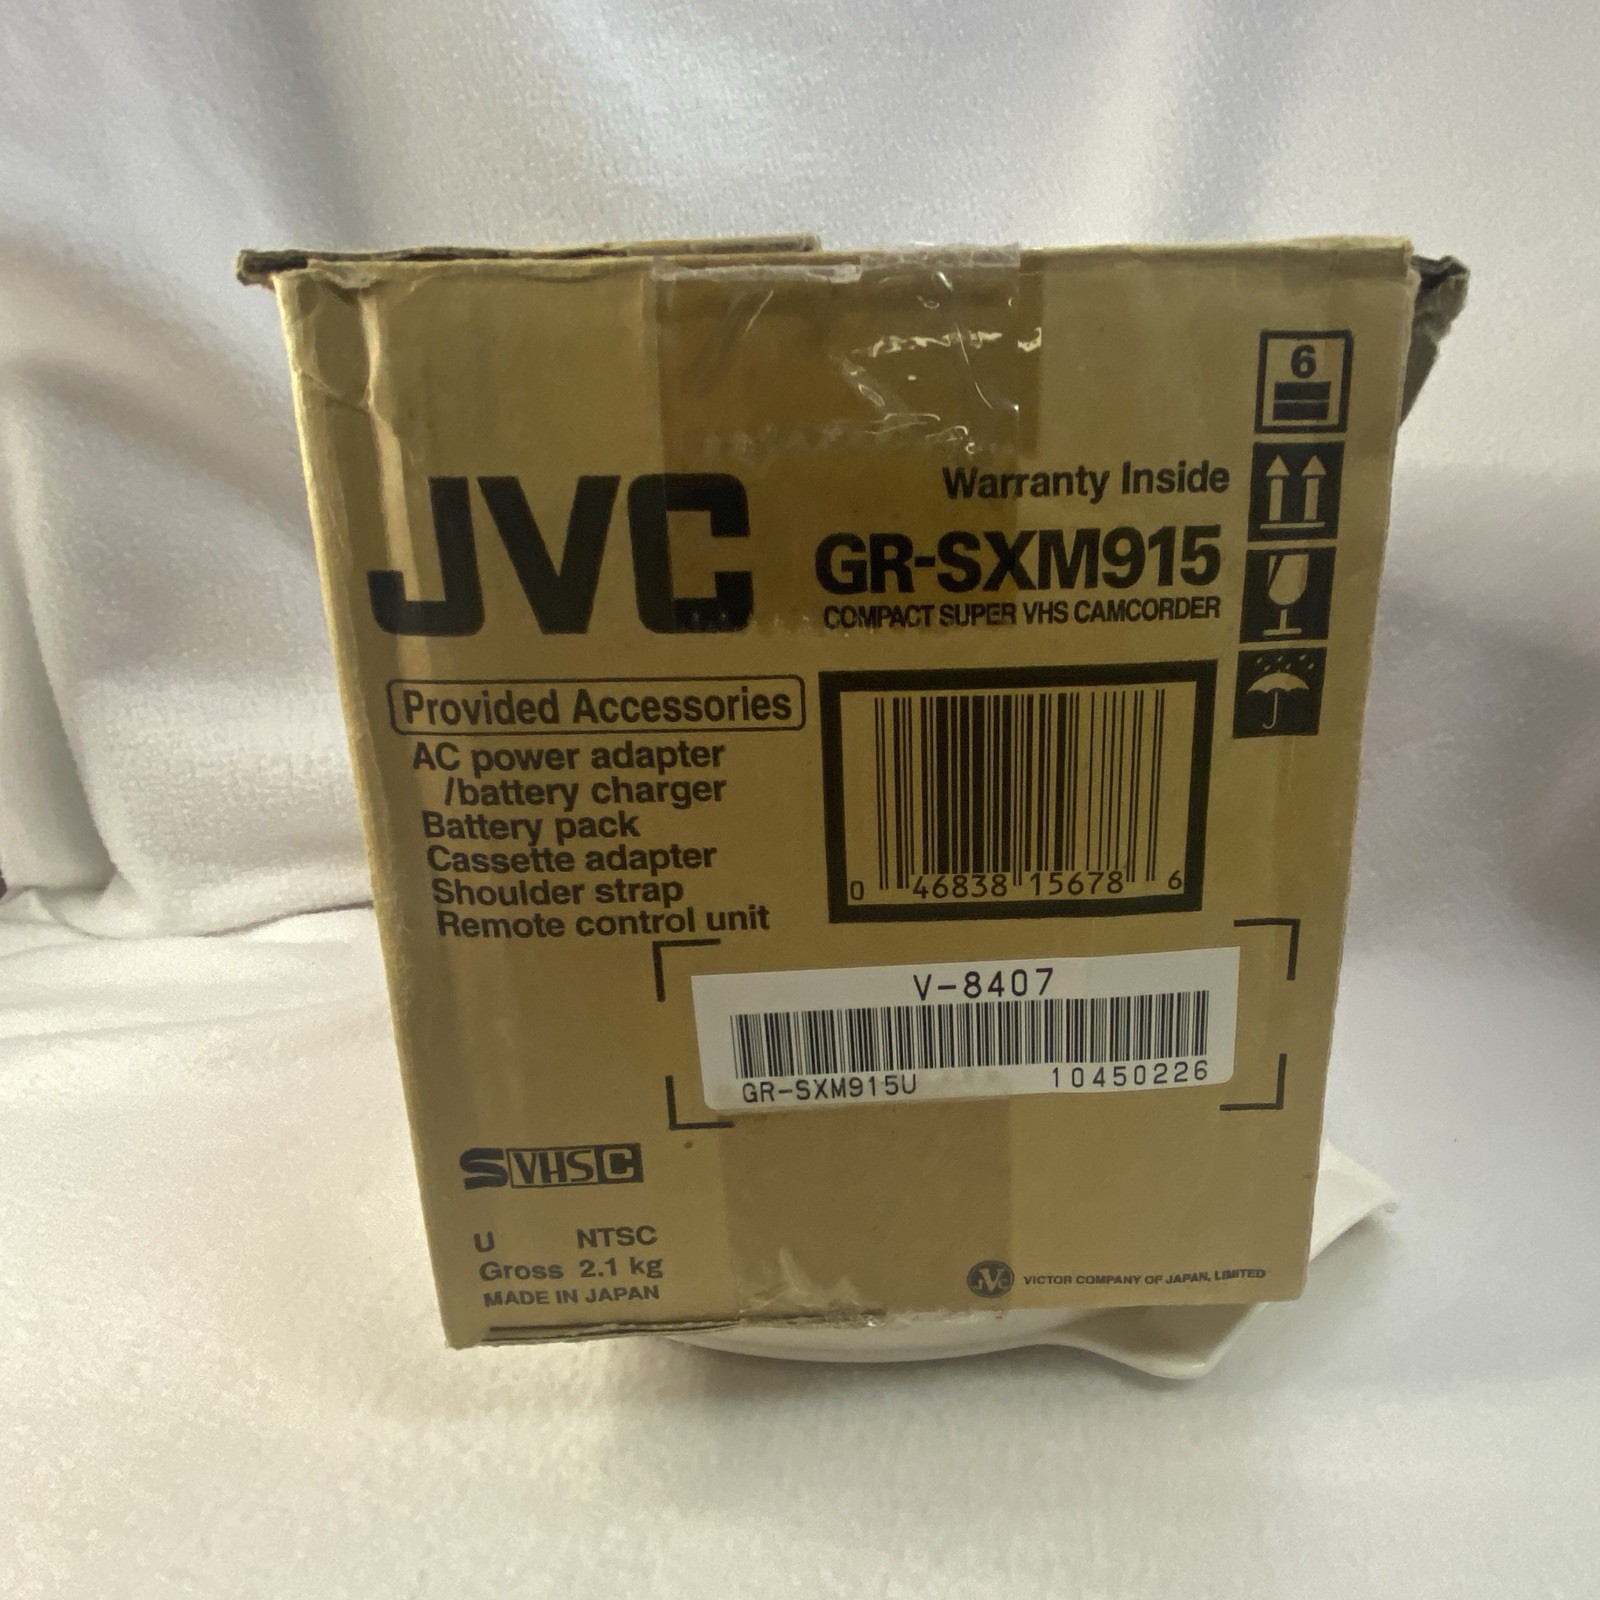 6
JVC
Warranty Inside
GR-SXM915
COMPACT SUPER VHS CAMCORDER
Provided Accessories
AC power adapter
/battery charger
Battery pack
Cassette adapter
Shoulder strap
Remote control unit
0 46838 15678 6
V-8407
GR-SXM915U 10450226
S VHS C
U NTSC
Gross 2.1 kg
MADE IN JAPAN
JVC VICTOR COMPANY OF JAPAN, LIMITED